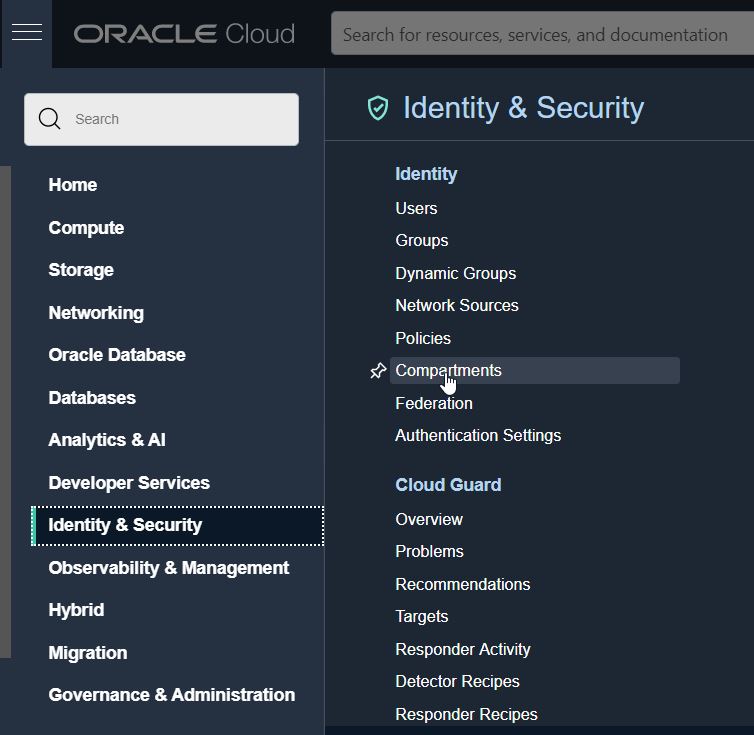 ORACLE Cloud
Search for resources, services, and documentation
Search
Home
Compute
Storage
Networking
Oracle Database
Databases
Analytics & AI
Developer Services
Identity & Security
Observability & Management
Hybrid
Migration
Governance & Administration
Identity & Security
Identity
Users
Groups
Dynamic Groups
Network Sources
Policies
Compartments
Federation
Authentication Settings
Cloud Guard
Overview
Problems
Recommendations
Targets
Responder Activity
Detector Recipes
Responder Recipes